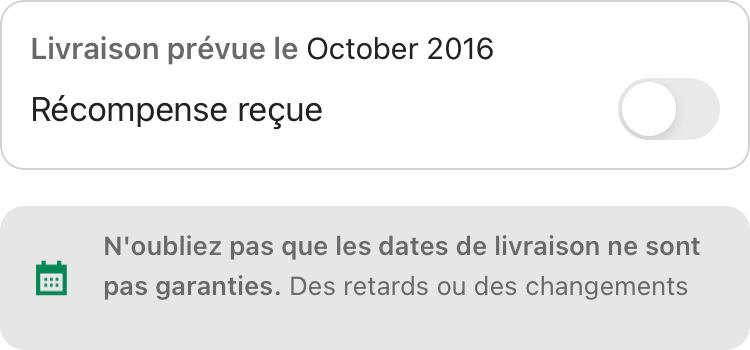 Livraison prévue le October 2016
Récompense reçue
N'oubliez pas que les dates de livraison ne sont
pas garanties. Des retards ou des changements